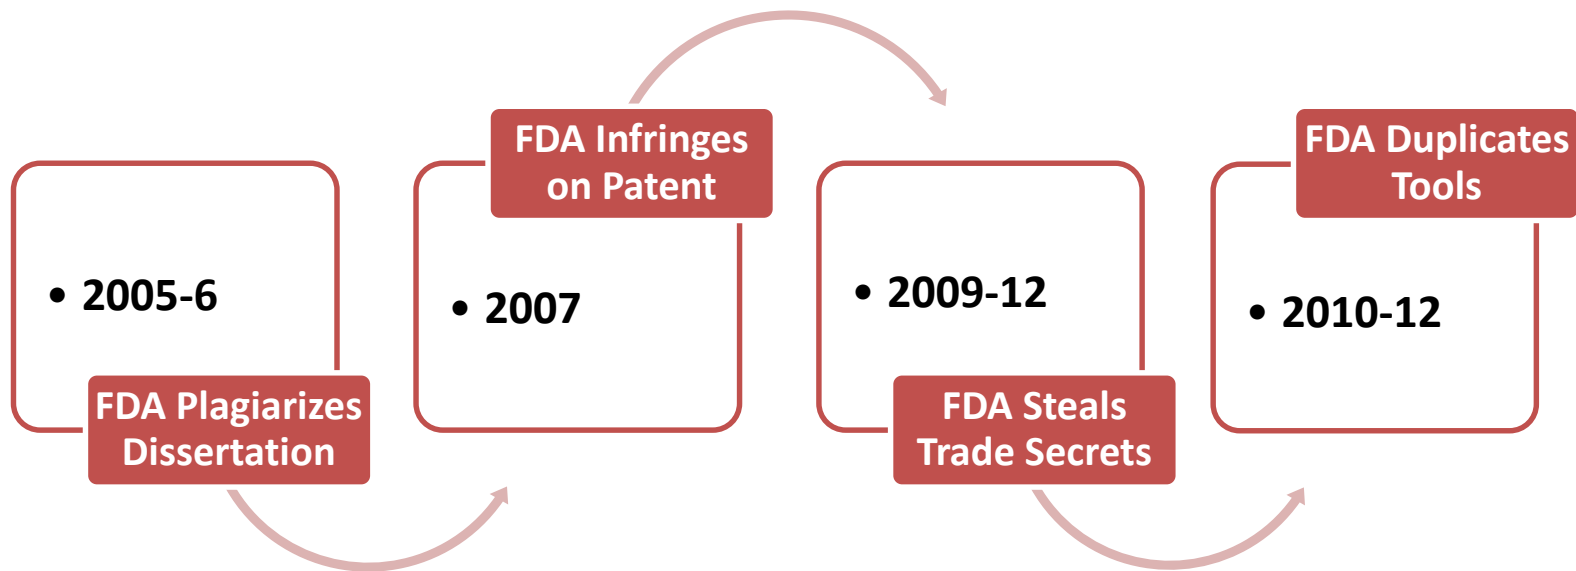 • 2005-6
FDA Plagiarizes
Dissertation
FDA Infringes
on Patent
• 2007
• 2009-12
FDA Steals
Trade Secrets
FDA Duplicates
Tools
• 2010-12